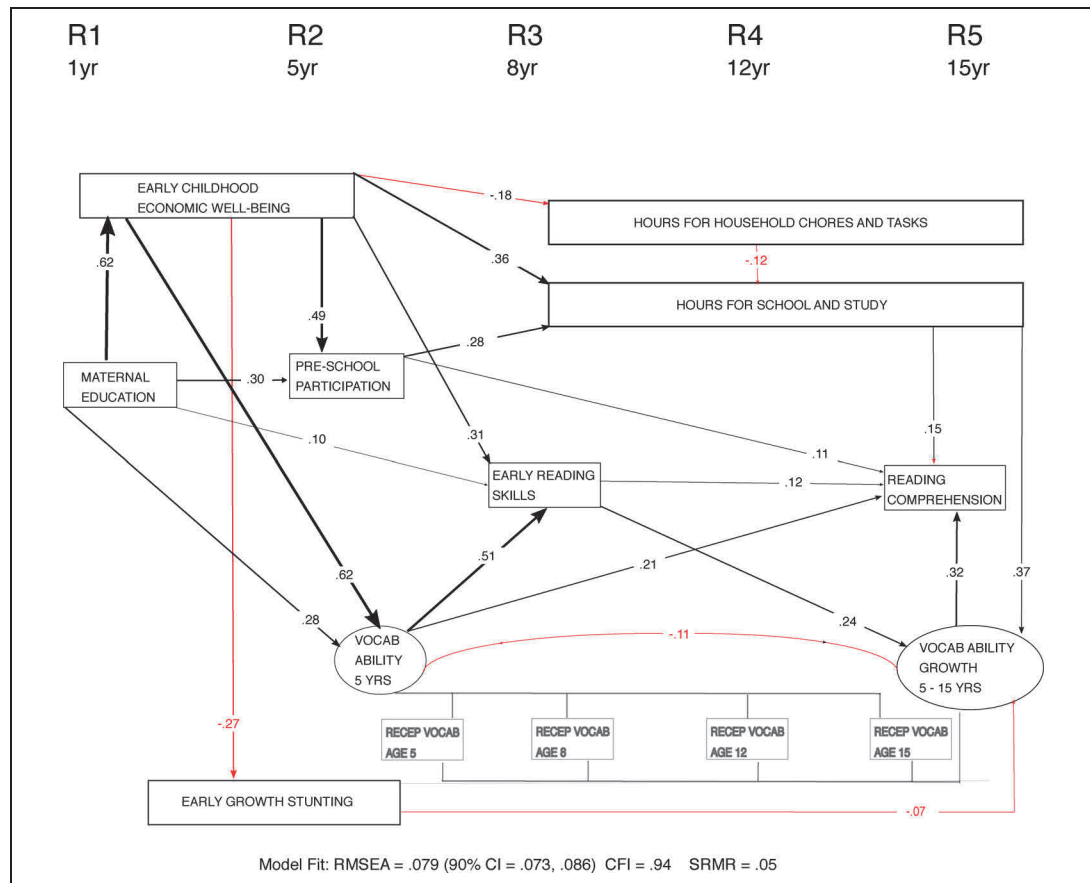 R1 R2 R3 R4 R5
1yr 5yr 8yr 12yr 15yr
EARLY CHILDHOOD
ECONOMIC WELL-BEING
-.18
HOURS FOR HOUSEHOLD CHORES AND TASKS
.62
.36
-.12
HOURS FOR SCHOOL AND STUDY
.49
.28
PRE-SCHOOL
PARTICIPATION
MATERNAL
EDUCATION
.30
.10
.31
.11
.15
EARLY READING
SKILLS
.12
READING
COMPREHENSION
.51
.21
.62
.32
.37
.28
.24
VOCAB
ABILITY
5 YRS
-.11
VOCAB ABILITY
GROWTH
5 - 15 YRS
-.27
RECEP VOCAB
AGE 5
RECEP VOCAB
AGE 8
RECEP VOCAB
AGE 12
RECEP VOCAB
AGE 15
EARLY GROWTH STUNTING
-.07
Model Fit: RMSEA = .079 (90% CI = .073, .086) CFI = .94 SRMR = .05